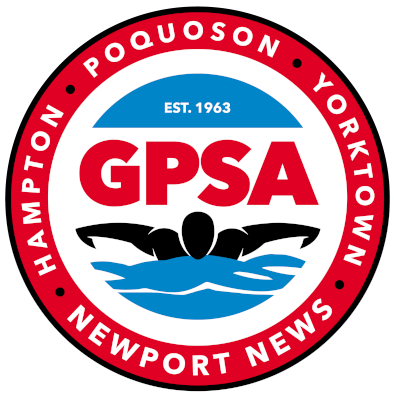 HAMPTON • POQUOSON • YORKTOWN •
NEWPORT NEWS •
EST. 1963
GPSA